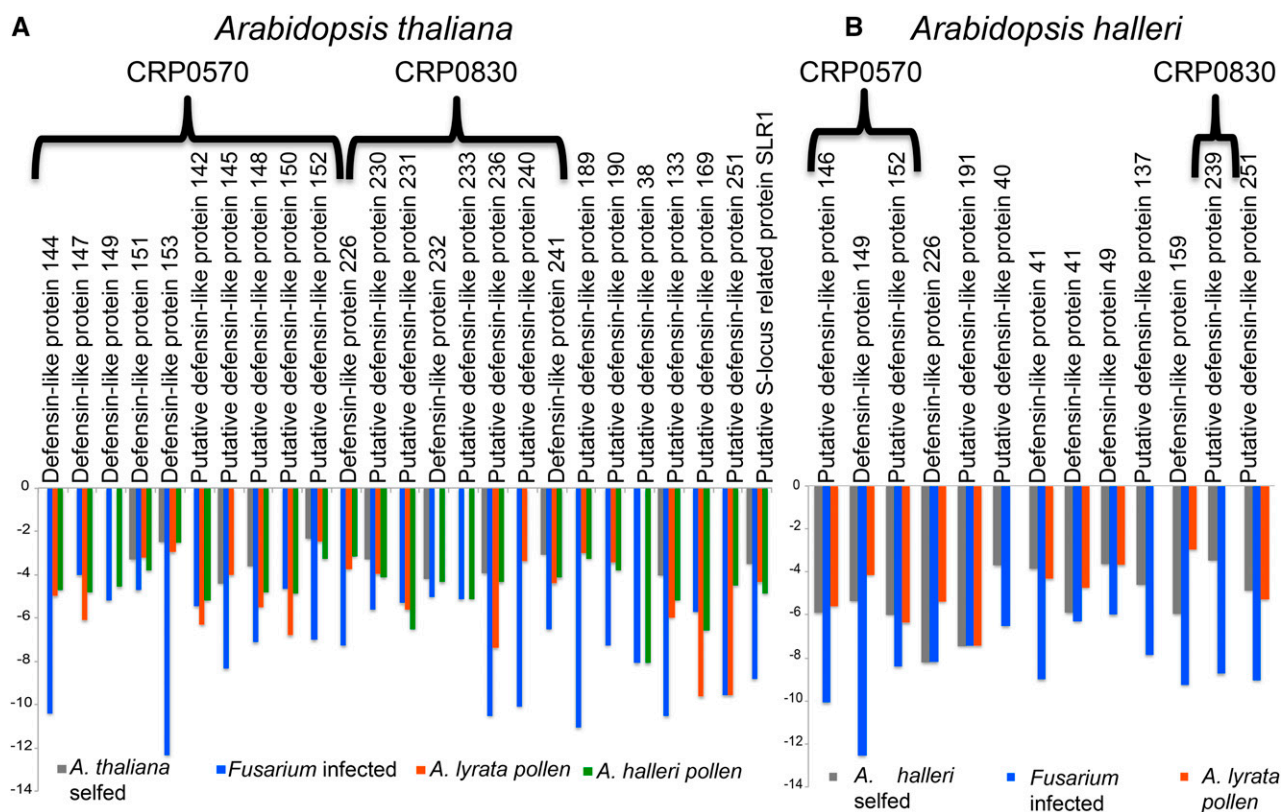 A
Arabidopsis thaliana
CRP0570
CRP0830
Defensin-like protein 144
Defensin-like protein 147
Defensin-like protein 149
Defensin-like protein 151
Defensin-like protein 153
Putative defensin-like protein 142
Putative defensin-like protein 145
Putative defensin-like protein 148
Putative defensin-like protein 150
Putative defensin-like protein 152
Defensin-like protein 226
Putative defensin-like protein 230
Putative defensin-like protein 231
Defensin-like protein 232
Putative defensin-like protein 233
Putative defensin-like protein 236
Putative defensin-like protein 240
Defensin-like protein 241
Putative defensin-like protein 189
Putative defensin-like protein 190
Putative defensin-like protein 38
Putative defensin-like protein 133
Putative defensin-like protein 169
Putative defensin-like protein 251
Putative S-locus related protein SLR1
0
-2
-4
-6
-8
-10
-12
-14
A. thaliana
selfed
Fusarium infected
A. lyrata pollen
A. halleri pollen
B
Arabidopsis halleri
CRP0570
CRP0830
Putative defensin-like protein 146
Defensin-like protein 149
Putative defensin-like protein 152
Defensin-like protein 226
Putative defensin-like protein 191
Putative defensin-like protein 40
Defensin-like protein 41
Defensin-like protein 41
Defensin-like protein 49
Putative defensin-like protein 137
Defensin-like protein 159
Putative defensin-like protein 239
Putative defensin-like protein 251
0
-2
-4
-6
-8
-10
-12
-14
A. halleri
selfed
Fusarium
infected
A. lyrata
pollen